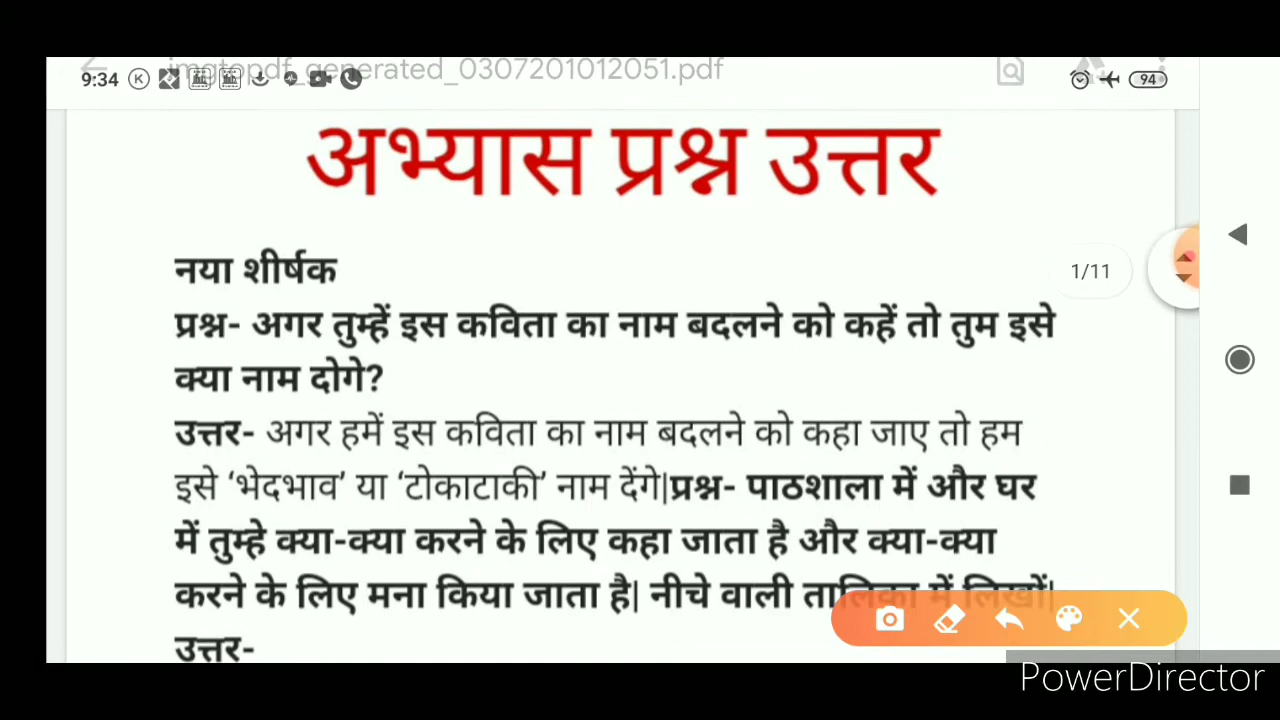 imgtopdf_generated_0307201012051.pdf
9:34
94
अभ्यास प्रश्न उत्तर
नया शीर्षक
1/11
प्रश्न- अगर तुम्हें इस कविता का नाम बदलने को कहें तो तुम इसे
क्या नाम दोगे?
उत्तर- अगर हमें इस कविता का नाम बदलने को कहा जाए तो हम
इसे ‘भेदभाव’ या ‘टोकाटाकी’ नाम देंगे|प्रश्न- पाठशाला में और घर
में तुम्हे क्या-क्या करने के लिए कहा जाता है और क्या-क्या
करने के लिए मना किया जाता है| नीचे वाली तालिका में लिखों|
उत्तर-
PowerDirector